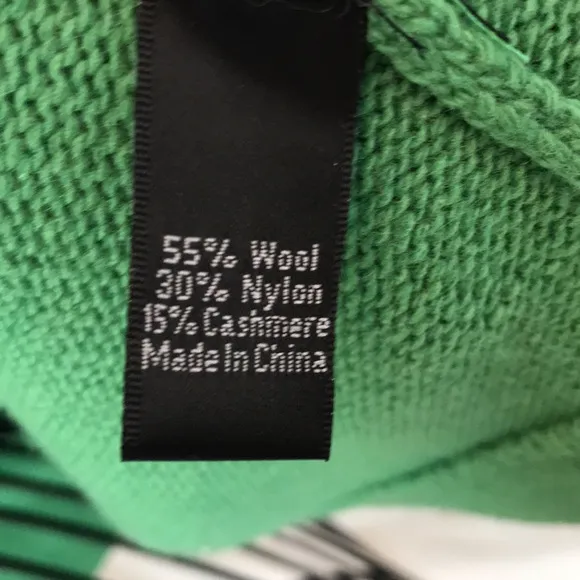 55% Wool
30% Nylon
15% Cashmere
Made In China